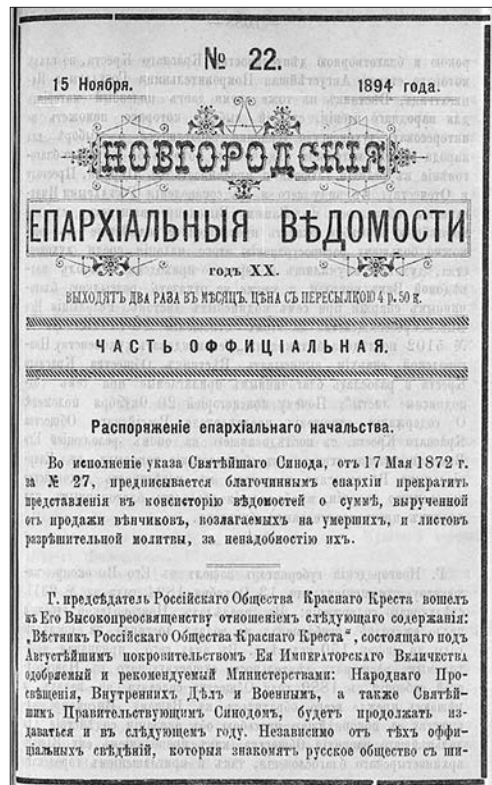 № 22.
15 Ноября. 1894 года.
НОВГОРОДСКІЯ
ЕПАРХІАЛЬНЫЯ ВѢДОМОСТИ
годъ XX.
ВЫХОДЯТЪ ДВА РАЗА ВЪ МѢСЯЦЪ. ЦѢНА СЪ ПЕРЕСЫЛКОЮ 4 р. 50 к.
ЧАСТЬ ОФФИЦІАЛЬНАЯ.
Распоряженіе епархіальнаго начальства.
Во исполненіе указа Святѣйшаго Синода, отъ 17 Мая 1872 г.
за № 27, предписывается благочиннымъ епархіи прекратить
представленія въ консисторію вѣдомостей о суммѣ, вырученной
отъ продажи вѣнчиковъ, возлагаемыхъ на умершихъ, и листовъ
разрѣшительной молитвы, за ненадобностію ихъ.
Г. предсѣдатель Россійскаго Общества Краснаго Креста вошелъ
къ Его Высокопреосвященству отношеніемъ слѣдующаго содержанія:
„Вѣстникъ Россійскаго Общества Краснаго Креста“, состоящаго подъ
Августѣйшимъ покровительствомъ Ея Императорскаго Величества
одобряемый и рекомендуемый Министерствами: Народнаго Про-
свѣщенія, Внутреннихъ Дѣлъ и Военнымъ, а также Святѣй-
шимъ Правительствующимъ Синодомъ, будетъ продолжать из-
даваться и въ слѣдующемъ году. Независимо отъ тѣхъ оффи-
ціальныхъ свѣдѣній, которыя знакомятъ русское общество съ ши-